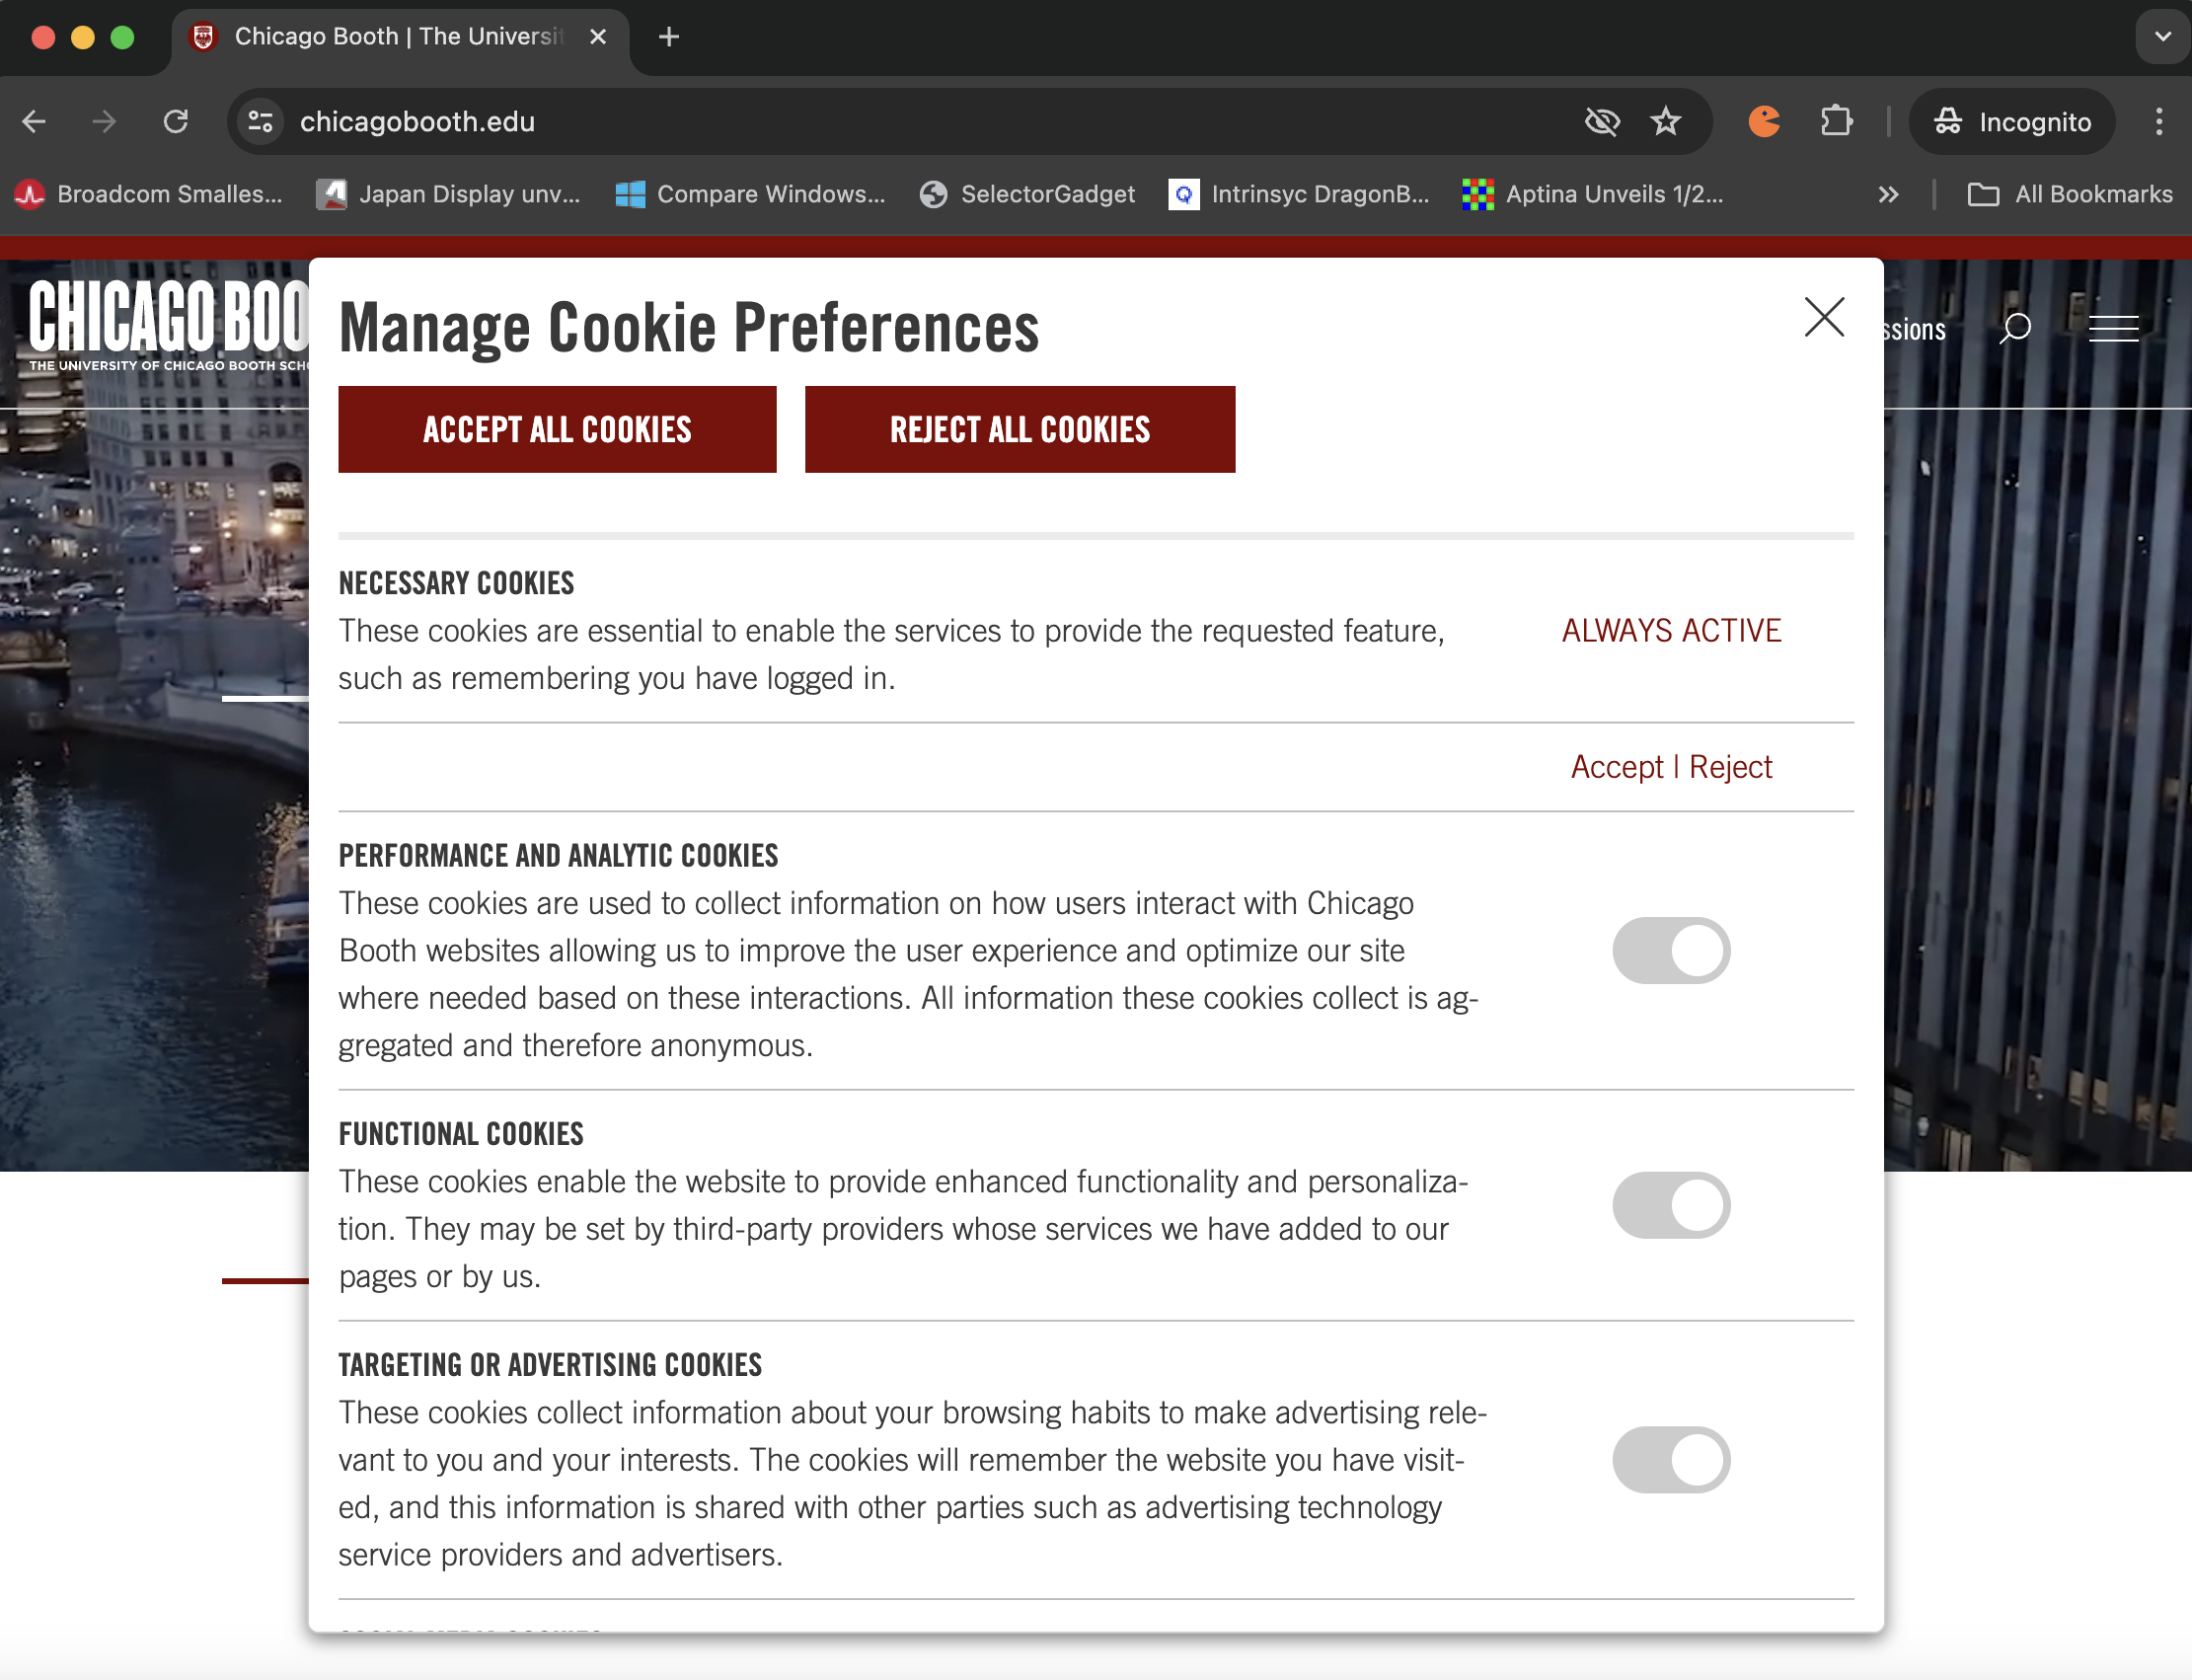 Chicago Booth | The Universit
chicagobooth.edu
Incognito
Broadcom Smalles...
Japan Display unv...
Compare Windows...
SelectorGadget
Intrinsyc DragonB...
Aptina Unveils 1/2...
All Bookmarks
CHICAGO BOO
THE UNIVERSITY OF CHICAGO BOOTH SCH
ssions
Manage Cookie Preferences
ACCEPT ALL COOKIES
REJECT ALL COOKIES
NECESSARY COOKIES
These cookies are essential to enable the services to provide the requested feature,
such as remembering you have logged in.
ALWAYS ACTIVE
Accept | Reject
PERFORMANCE AND ANALYTIC COOKIES
These cookies are used to collect information on how users interact with Chicago
Booth websites allowing us to improve the user experience and optimize our site
where needed based on these interactions. All information these cookies collect is ag-
gregated and therefore anonymous.
FUNCTIONAL COOKIES
These cookies enable the website to provide enhanced functionality and personaliza-
tion. They may be set by third-party providers whose services we have added to our
pages or by us.
TARGETING OR ADVERTISING COOKIES
These cookies collect information about your browsing habits to make advertising rele-
vant to you and your interests. The cookies will remember the website you have visit-
ed, and this information is shared with other parties such as advertising technology
service providers and advertisers.